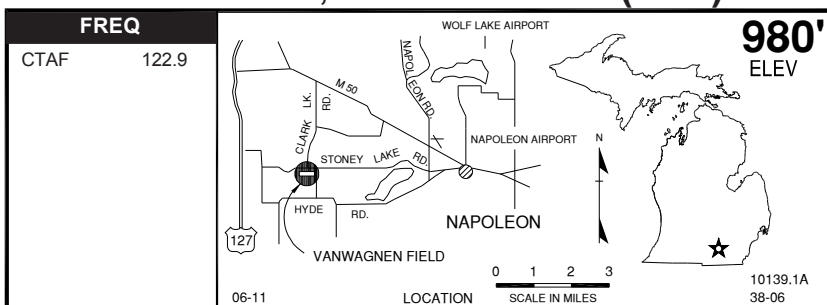 FREQ
CTAF 122.9
WOLF LAKE AIRPORT
980'
ELEV
NAPOLEON RD.
M 50
CLARK LK. RD.
NAPOLEON AIRPORT
STONEY LAKE RD.
N
HYDE RD.
NAPOLEON
127
VANWAGNEN FIELD
0 1 2 3
SCALE IN MILES
06-11
LOCATION
10139.1A
38-06